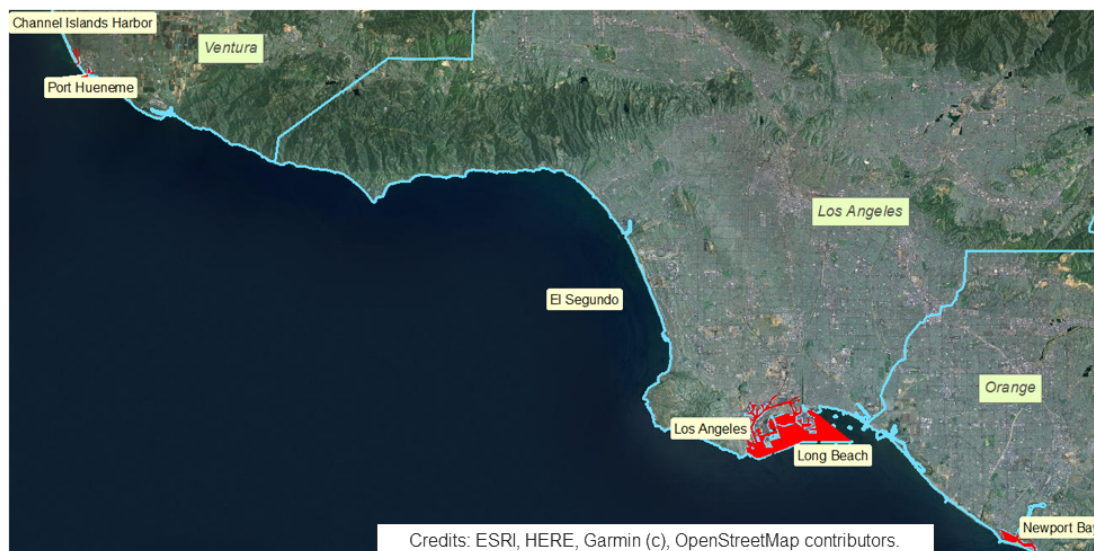 Channel Islands Harbor
Ventura
Port Hueneme
Los Angeles
El Segundo
Orange
Los Angeles
Long Beach
Newport Bay
Credits: ESRI, HERE, Garmin (c), OpenStreetMap contributors.